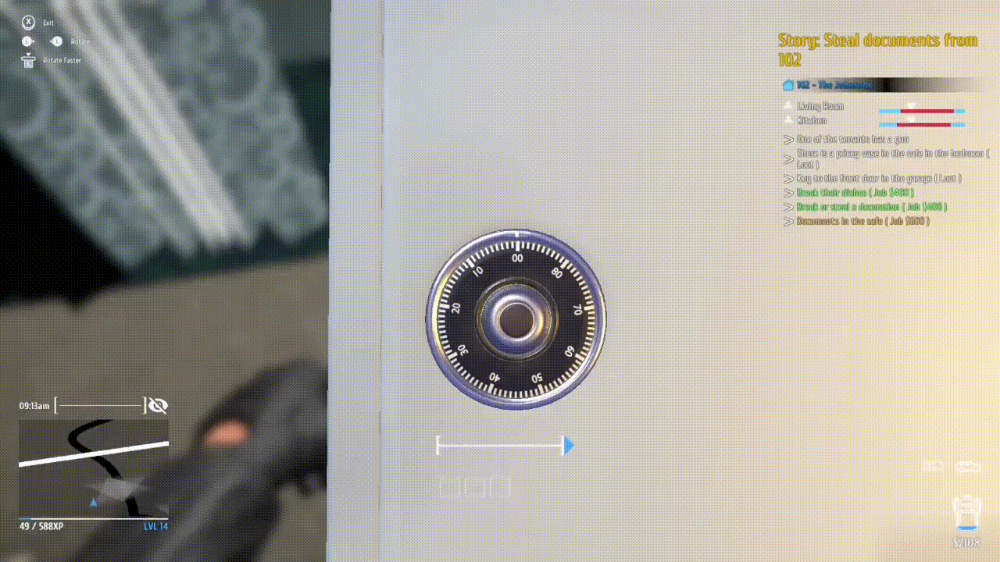 X Exit
L L Rotate
L Rotate Faster
Story: Steal documents from
102
102 - The Johnsons
Living Room
Kitchen
One of the tenants has a gun
There is a pricey vase in the safe in the bedroom (
Loot )
Key to the front door in the garage ( Loot )
Break their dishes ( Job $400 )
Break or steal a decoration ( Job $400 )
Documents in the safe ( Job $800 )
00
10
80
20
70
30
60
40
50
09:13am
49 / 588XP
LVL 14
$2108